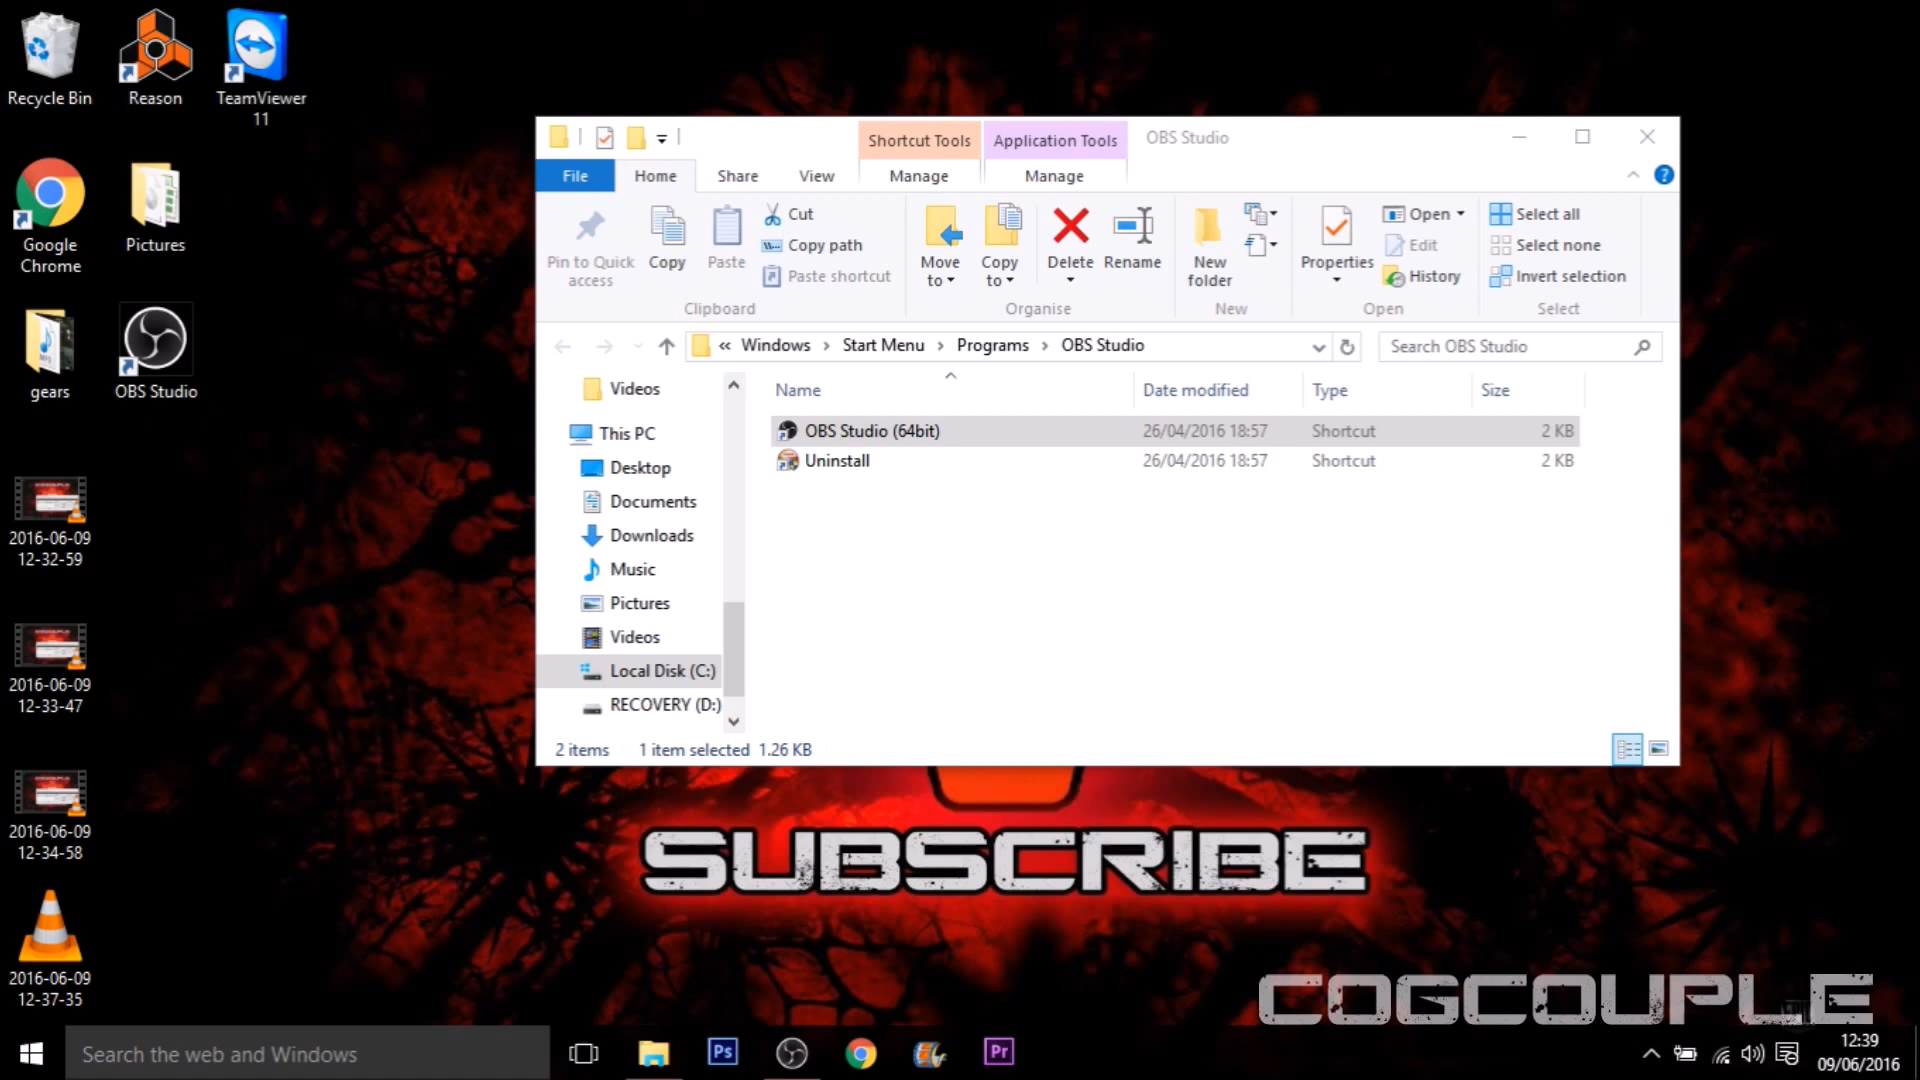 Recycle Bin
Reason
TeamViewer
11
Google
Chrome
Pictures
gears
OBS Studio
2016-06-09
12-32-59
2016-06-09
12-33-47
2016-06-09
12-34-58
2016-06-09
12-37-35
Shortcut Tools
Application Tools
OBS Studio
File
Home
Share
View
Manage
Manage
Pin to Quick
access
Copy
Paste
Cut
Copy path
Paste shortcut
Clipboard
Move
to
Copy
to
Delete
Rename
Organise
New
folder
New
Properties
Open
Edit
History
Open
Select all
Select none
Invert selection
Select
« Windows › Start Menu › Programs › OBS Studio
Search OBS Studio
Videos
This PC
Desktop
Documents
Downloads
Music
Pictures
Videos
Local Disk (C:)
RECOVERY (D:)
Name Date modified Type Size
OBS Studio (64bit) 26/04/2016 18:57 Shortcut 2 KB
Uninstall 26/04/2016 18:57 Shortcut 2 KB
2 items 1 item selected 1.26 KB
SUBSCRIBE
COGCOUPLE
Search the web and Windows
Ps
Pr
12:39
09/06/2016